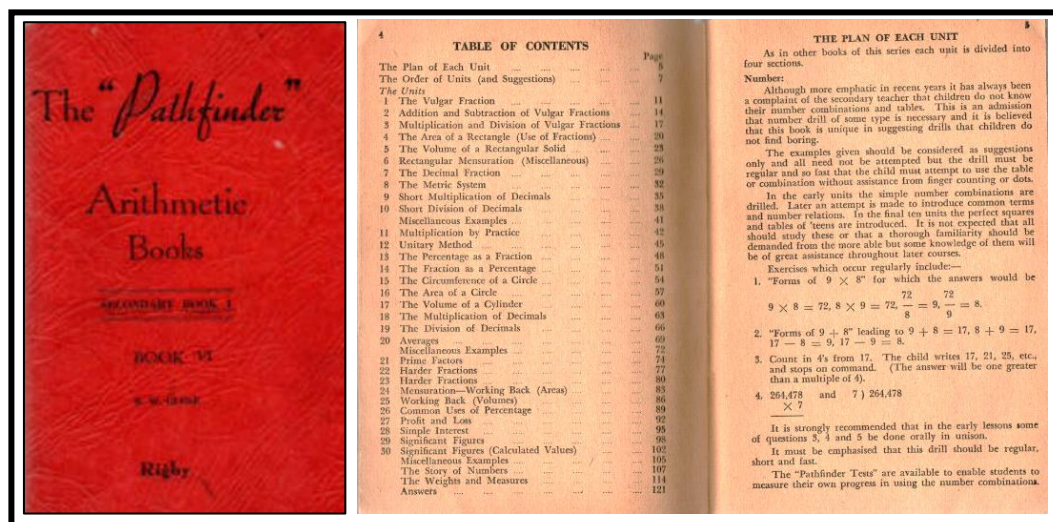 The "Pathfinder"
Arithmetic
Books
SECONDARY BOOK I
BOOK VI
Rigby
4
TABLE OF CONTENTS
Page
The Plan of Each Unit .... .... .... .... .... 5
The Order of Units (and Suggestions) .... .... .... 7
The Units
1 The Vulgar Fraction .... .... .... .... .... 11
2 Addition and Subtraction of Vulgar Fractions .... 14
3 Multiplication and Division of Vulgar Fractions .... 17
4 The Area of a Rectangle (Use of Fractions) .... 20
5 The Volume of a Rectangular Solid .... .... 23
6 Rectangular Mensuration (Miscellaneous) .... .... 26
7 The Decimal Fraction .... .... .... .... .... 29
8 The Metric System .... .... .... .... .... 32
9 Short Multiplication of Decimals .... .... .... 35
10 Short Division of Decimals .... .... .... .... 38
Miscellaneous Examples .... .... .... .... .... 41
11 Multiplication by Practice .... .... .... .... 42
12 Unitary Method .... .... .... .... .... 45
13 The Percentage as a Fraction .... .... .... 48
14 The Fraction as a Percentage .... .... .... 51
15 The Circumference of a Circle .... .... .... 54
16 The Area of a Circle .... .... .... .... 57
17 The Volume of a Cylinder .... .... .... .... 60
18 The Multiplication of Decimals .... .... .... 63
19 The Division of Decimals .... .... .... .... 66
20 Averages .... .... .... .... .... .... 69
Miscellaneous Examples .... .... .... .... 72
21 Prime Factors .... .... .... .... .... 74
22 Harder Fractions .... .... .... .... .... 77
23 Harder Fractions .... .... .... .... .... 80
24 Mensuration—Working Back (Areas) .... .... 83
25 Working Back (Volumes) .... .... .... .... 86
26 Common Uses of Percentage .... .... .... 89
27 Profit and Loss .... .... .... .... .... 92
28 Simple Interest .... .... .... .... .... 95
29 Significant Figures .... .... .... .... .... 98
30 Significant Figures (Calculated Values) .... .... 102
Miscellaneous Examples .... .... .... .... 105
The Story of Numbers .... .... .... .... 107
The Weights and Measures .... .... .... .... 114
Answers .... .... .... .... .... .... 121
5
THE PLAN OF EACH UNIT
As in other books of this series each unit is divided into
four sections.
Number:
Although more emphatic in recent years it has always been
a complaint of the secondary teacher that children do not know
their number combinations and tables. This is an admission
that number drill of some type is necessary and it is believed
that this book is unique in suggesting drills that children do
not find boring.
The examples given should be considered as suggestions
only and all need not be attempted but the drill must be
regular and so fast that the child must attempt to use the table
or combination without assistance from finger counting or dots.
In the early units the simple number combinations are
drilled. Later an attempt is made to introduce common terms
and number relations. In the final ten units the perfect squares
and tables of 'teens are introduced. It is not expected that all
should study these or that a thorough familiarity should be
demanded from the more able but some knowledge of them will
be of great assistance throughout later courses.
Exercises which occur regularly include:—
1. "Forms of 9 × 8" for which the answers would be
9 × 8 = 72, 8 × 9 = 72, 72/8 = 9, 72/9 = 8.
2. "Forms of 9 + 8" leading to 9 + 8 = 17, 8 + 9 = 17,
17 — 8 = 9, 17 — 9 = 8.
3. Count in 4's from 17. The child writes 17, 21, 25, etc.,
and stops on command. (The answer will be one greater
than a multiple of 4).
4. 264,478 and 7 ) 264,478
× 7
It is strongly recommended that in the early lessons some
of questions 3, 4 and 5 be done orally in unison.
It must be emphasised that this drill should be regular,
short and fast.
The "Pathfinder Tests" are available to enable students to
measure their own progress in using the number combinations.